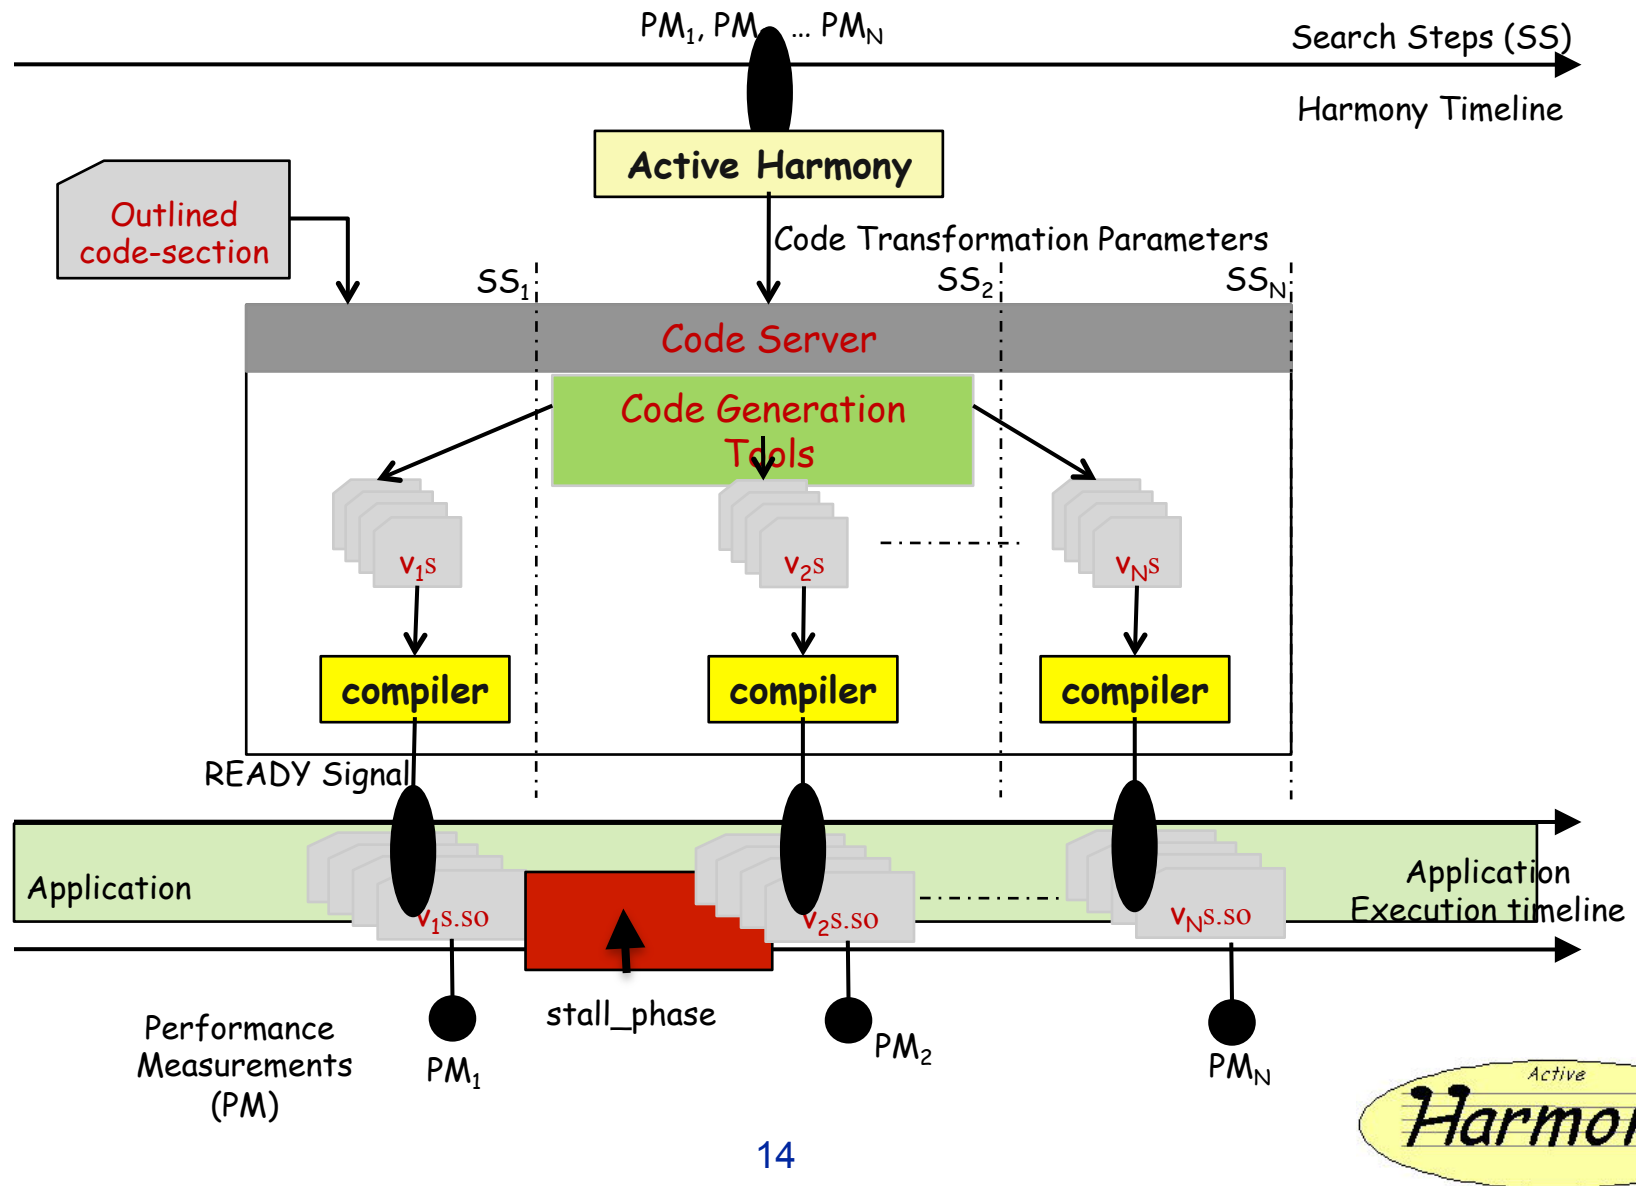 PM1, PM ... PMN
Search Steps (SS)
Harmony Timeline
Active Harmony
Outlined
code-section
Code Transformation Parameters
SS1
SS2
SSN
Code Server
Code Generation
Tools
v1s
v2s
vNs
compiler
compiler
compiler
READY Signal
Application
v1s.so
v2s.so
vNs.so
Application
Execution timeline
stall_phase
Performance
Measurements
(PM)
PM1
PM2
PMN
Active
14